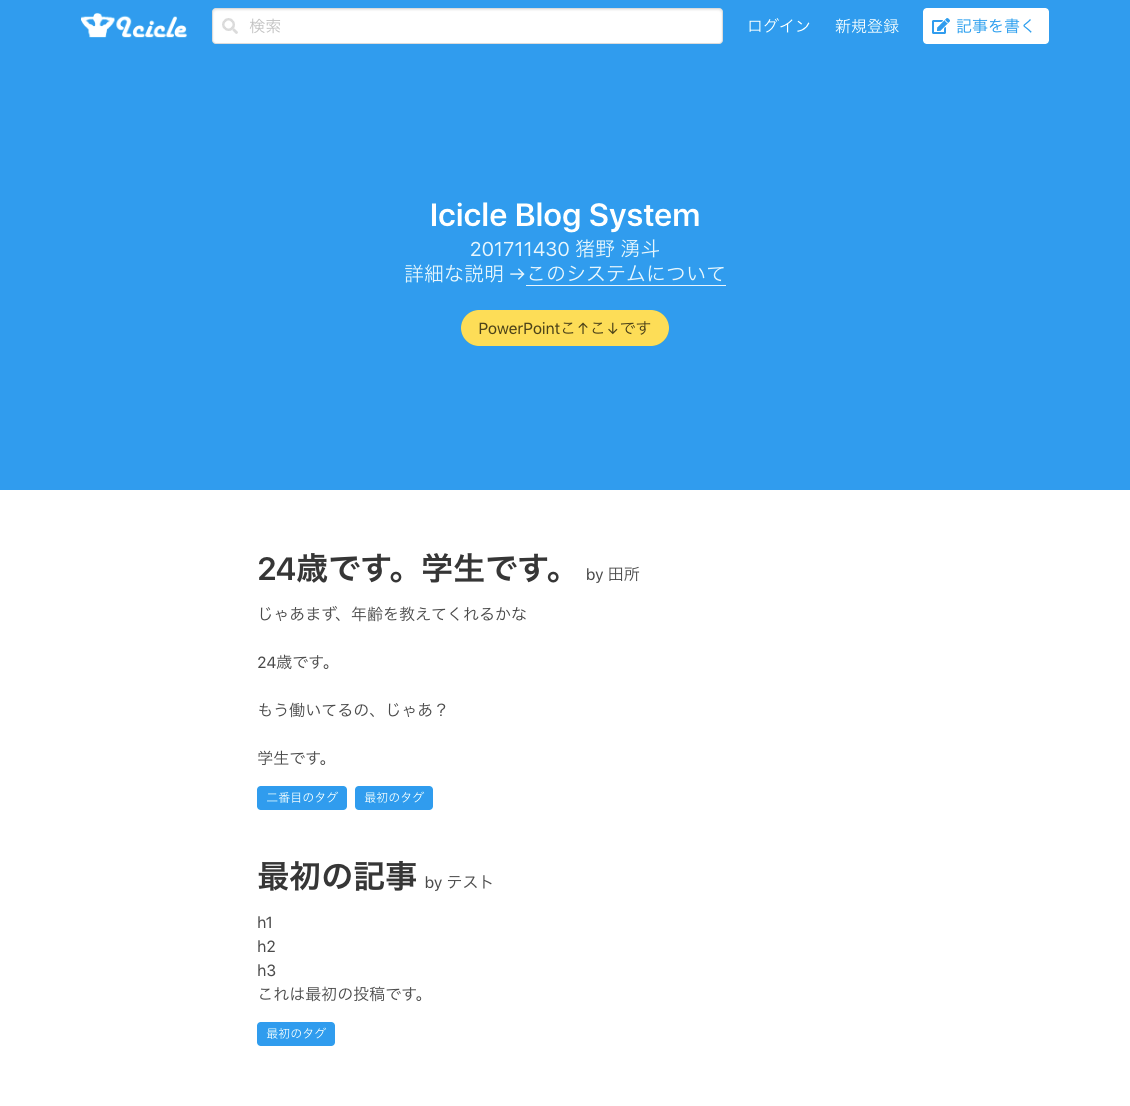 Icicle
検索
ログイン
新規登録
記事を書く
Icicle Blog System
201711430 猪野 湧斗
詳細な説明 →このシステムについて
PowerPointこ↑こ↓です
24歳です。学生です。 by 田所
じゃあまず、年齢を教えてくれるかな
24歳です。
もう働いてるの、じゃあ？
学生です。
二番目のタグ 最初のタグ
最初の記事 by テスト
h1
h2
h3
これは最初の投稿です。
最初のタグ